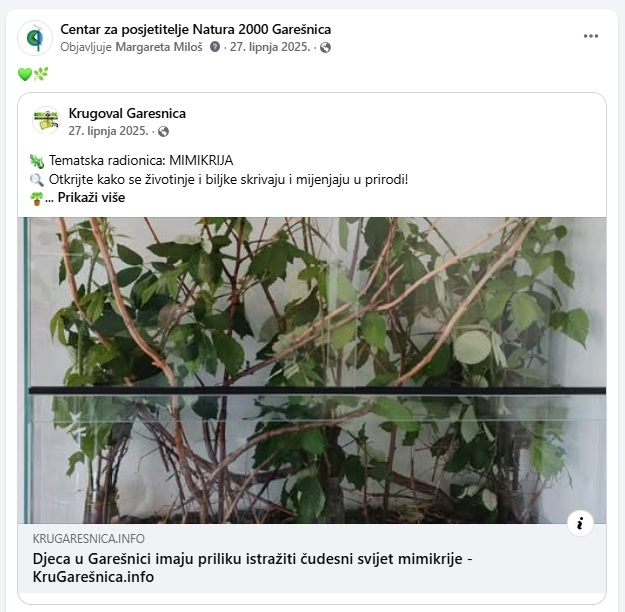 Centar za posjetitelje Natura 2000 Garešnica
Objavljuje Margareta Miloš · 27. lipnja 2025. ·
💚🌿
Krugoval Garesnica
27. lipnja 2025. ·
🦎 Tematska radionica: MIMIKRIJA
🔍 Otkrijte kako se životinje i biljke skrivaju i mijenjaju u prirodi!
🪴... Prikaži više
KRUGARESNICA.INFO
Djeca u Garešnici imaju priliku istražiti čudesni svijet mimikrije -
KruGarešnica.info